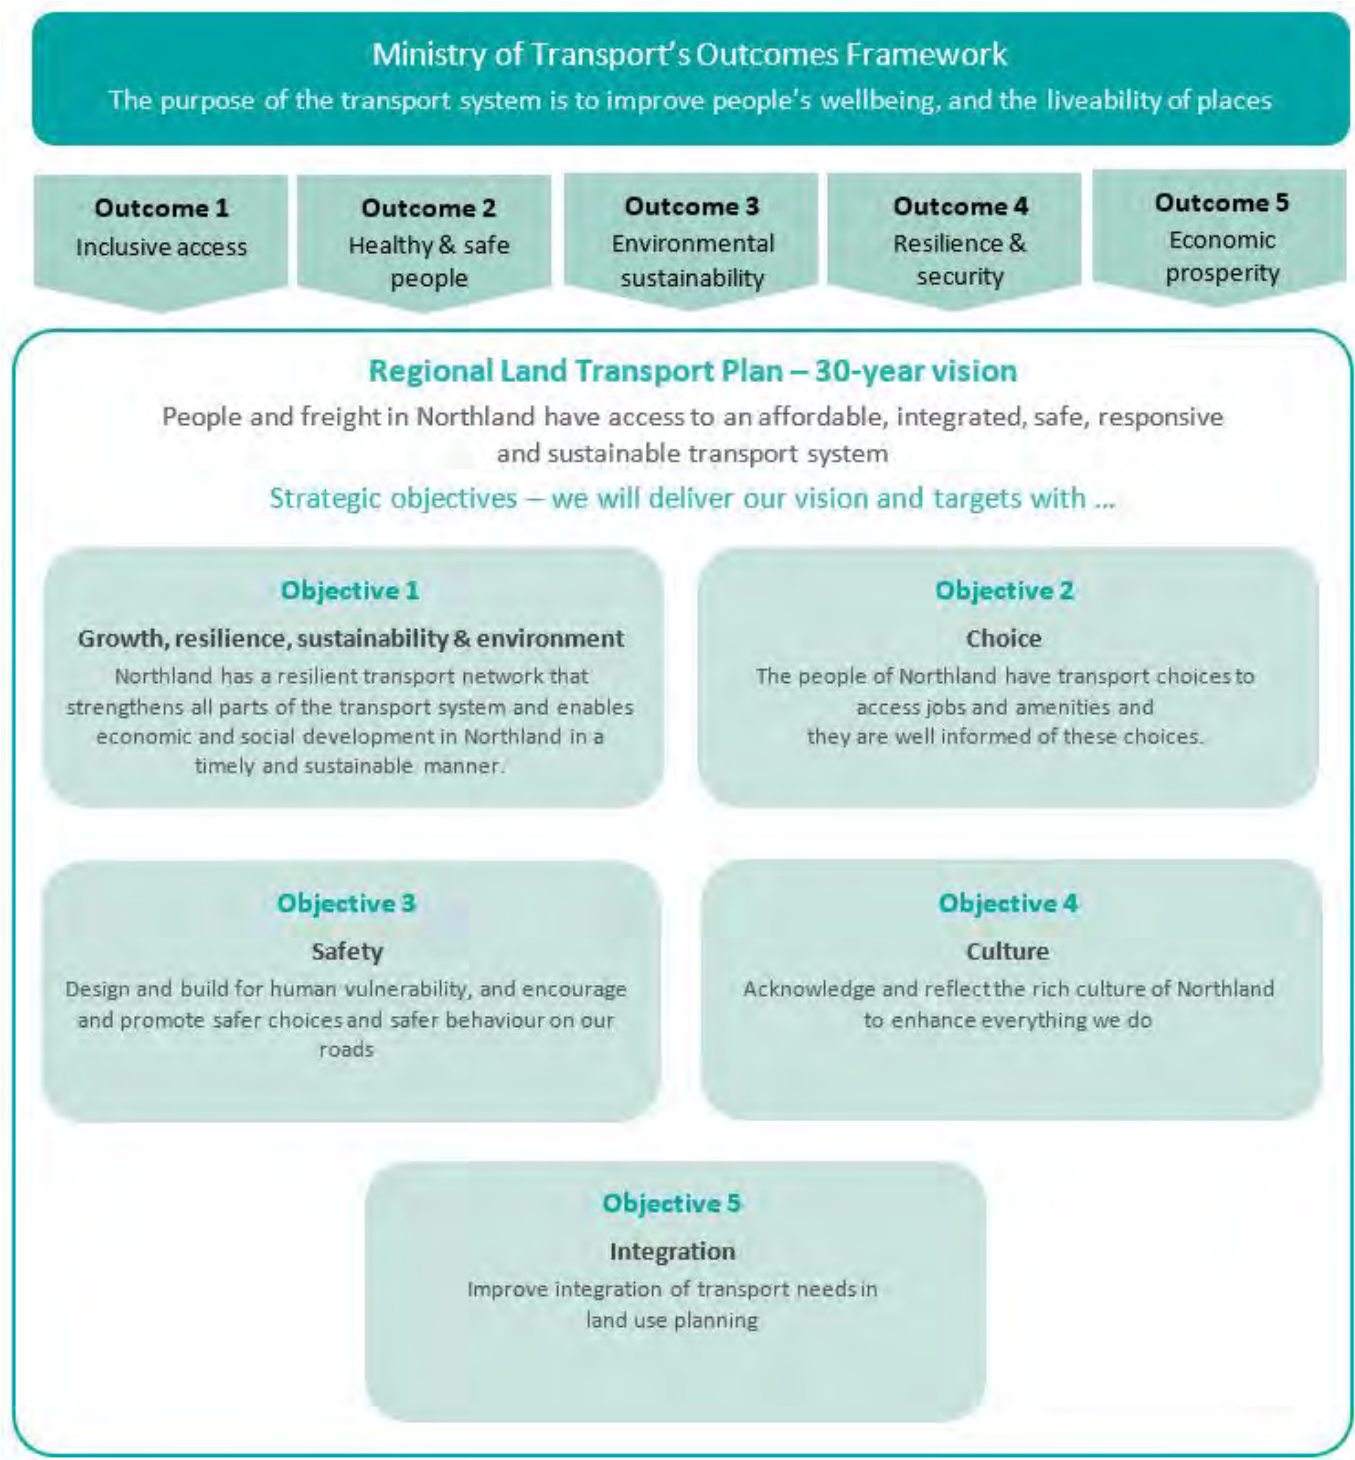 Ministry of Transport's Outcomes Framework
The purpose of the transport system is to improve people's wellbeing, and the liveability of places
Outcome 1
Inclusive access
Outcome 2
Healthy & safe
people
Outcome 3
Environmental
sustainability
Outcome 4
Resilience &
security
Outcome 5
Economic
prosperity
Regional Land Transport Plan – 30-year vision
People and freight in Northland have access to an affordable, integrated, safe, responsive
and sustainable transport system
Strategic objectives – we will deliver our vision and targets with ...
Objective 1
Growth, resilience, sustainability & environment
Northland has a resilient transport network that
strengthens all parts of the transport system and enables
economic and social development in Northland in a
timely and sustainable manner.
Objective 2
Choice
The people of Northland have transport choices to
access jobs and amenities and
they are well informed of these choices.
Objective 3
Safety
Design and build for human vulnerability, and encourage
and promote safer choices and safer behaviour on our
roads
Objective 4
Culture
Acknowledge and reflect the rich culture of Northland
to enhance everything we do
Objective 5
Integration
Improve integration of transport needs in
land use planning